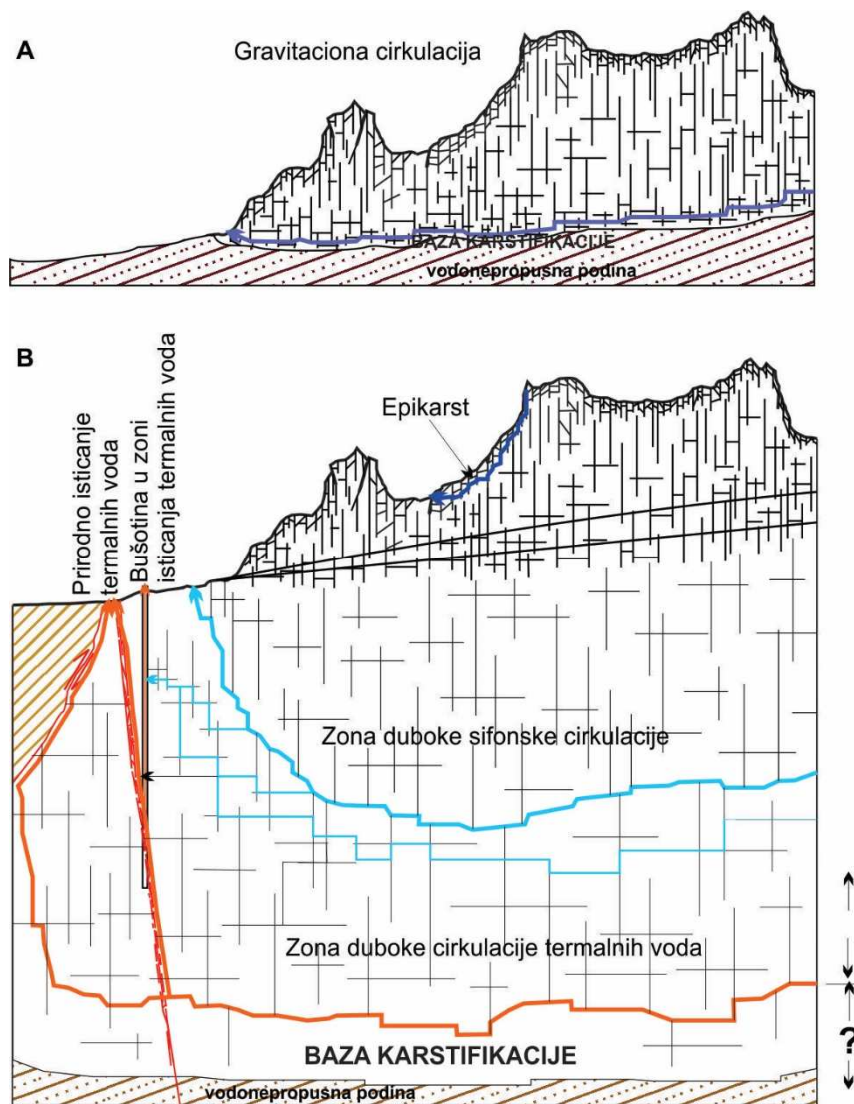 A
Gravitaciona cirkulacija
BAZA KARSTIFIKACIJE
vodonepropusna podina
B
Prirodno isticanje
termalnih voda
Bušotina u zoni
isticanja termalnih voda
Epikarst
Zona duboke sifonske cirkulacije
Zona duboke cirkulacije termalnih voda
?
BAZA KARSTIFIKACIJE
vodonepropusna podina